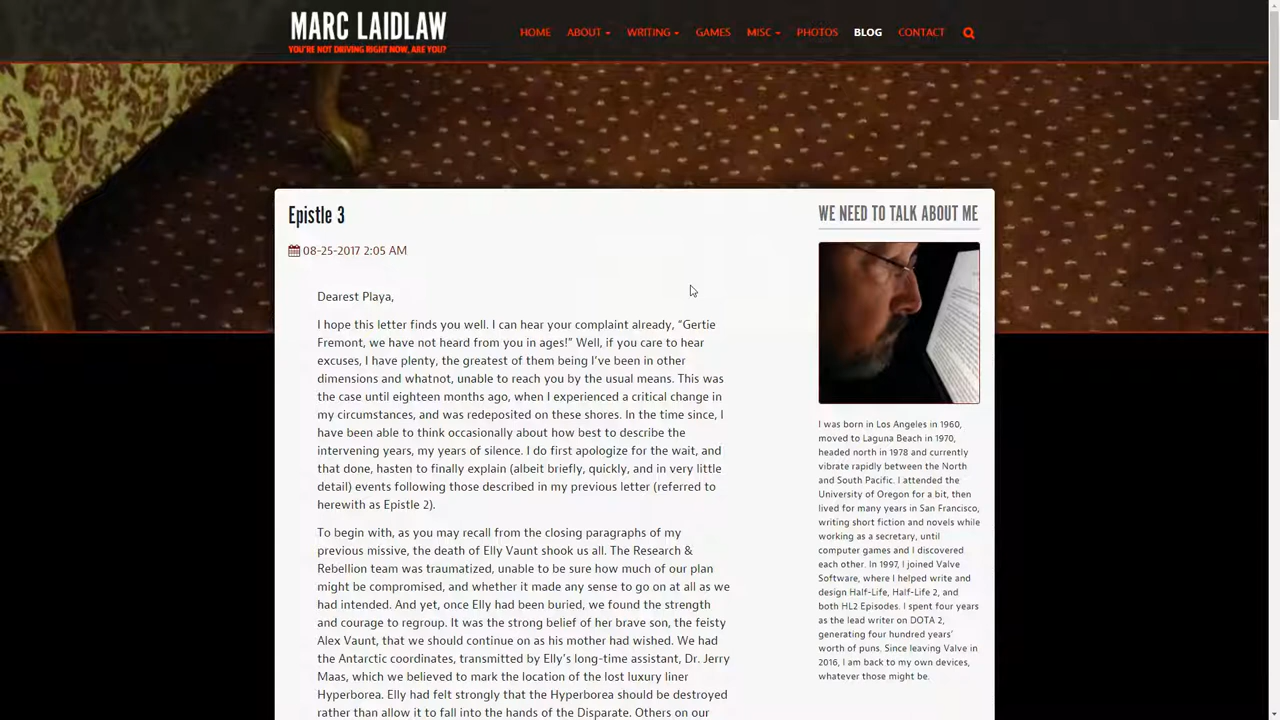 MARC LAIDLAW
YOU'RE NOT DRIVING RIGHT NOW, ARE YOU?
HOME
ABOUT
WRITING
GAMES
MISC
PHOTOS
BLOG
CONTACT
Epistle 3
08-25-2017 2:05 AM
Dearest Playa,
I hope this letter finds you well. I can hear your complaint already, “Gertie
Fremont, we have not heard from you in ages!” Well, if you care to hear
excuses, I have plenty, the greatest of them being I’ve been in other
dimensions and whatnot, unable to reach you by the usual means. This was
the case until eighteen months ago, when I experienced a critical change in
my circumstances, and was redeposited on these shores. In the time since, I
have been able to think occasionally about how best to describe the
intervening years, my years of silence. I do first apologize for the wait, and
that done, hasten to finally explain (albeit briefly, quickly, and in very little
detail) events following those described in my previous letter (referred to
herewith as Epistle 2).
To begin with, as you may recall from the closing paragraphs of my
previous missive, the death of Elly Vaunt shook us all. The Research &
Rebellion team was traumatized, unable to be sure how much of our plan
might be compromised, and whether it made any sense to go on at all as we
had intended. And yet, once Elly had been buried, we found the strength
and courage to regroup. It was the strong belief of her brave son, the feisty
Alex Vaunt, that we should continue on as his mother had wished. We had
the Antarctic coordinates, transmitted by Elly’s long-time assistant, Dr. Jerry
Maas, which we believed to mark the location of the lost luxury liner
Hyperborea. Elly had felt strongly that the Hyperborea should be destroyed
rather than allow it to fall into the hands of the Disparate. Others on our
WE NEED TO TALK ABOUT ME
I was born in Los Angeles in 1960,
moved to Laguna Beach in 1970,
headed north in 1978 and currently
vibrate rapidly between the North
and South Pacific. I attended the
University of Oregon for a bit, then
lived for many years in San Francisco,
writing short fiction and novels while
working as a secretary, until
computer games and I discovered
each other. In 1997, I joined Valve
Software, where I helped write and
design Half-Life, Half-Life 2, and
both HL2 Episodes. I spent four years
as the lead writer on DOTA 2,
generating four hundred years’
worth of puns. Since leaving Valve in
2016, I am back to my own devices,
whatever those might be.